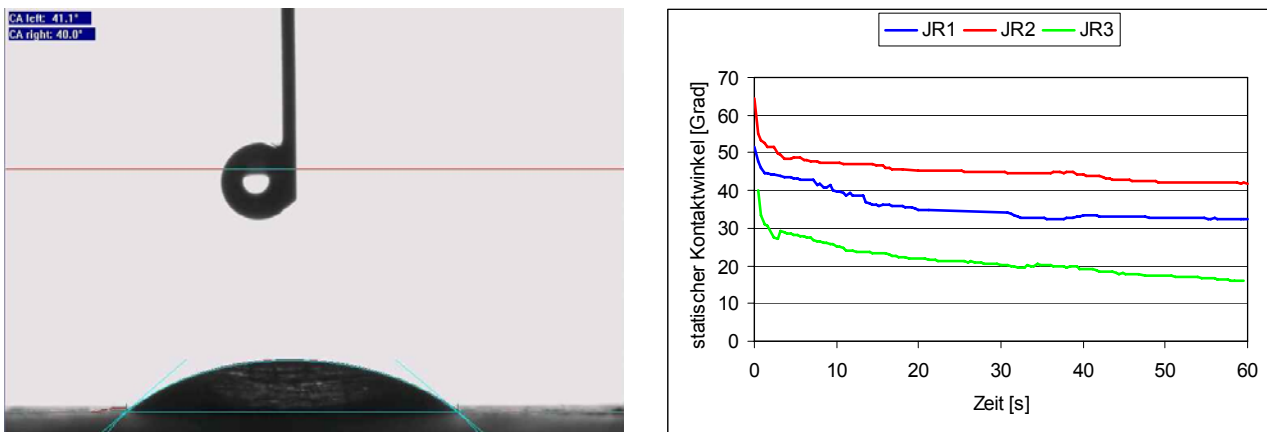 CA left: 41.1°
CA right: 40.0°
JR1 JR2 JR3
statischer Kontaktwinkel [Grad]
70
60
50
40
30
20
10
0
0 10 20 30 40 50 60
Zeit [s]